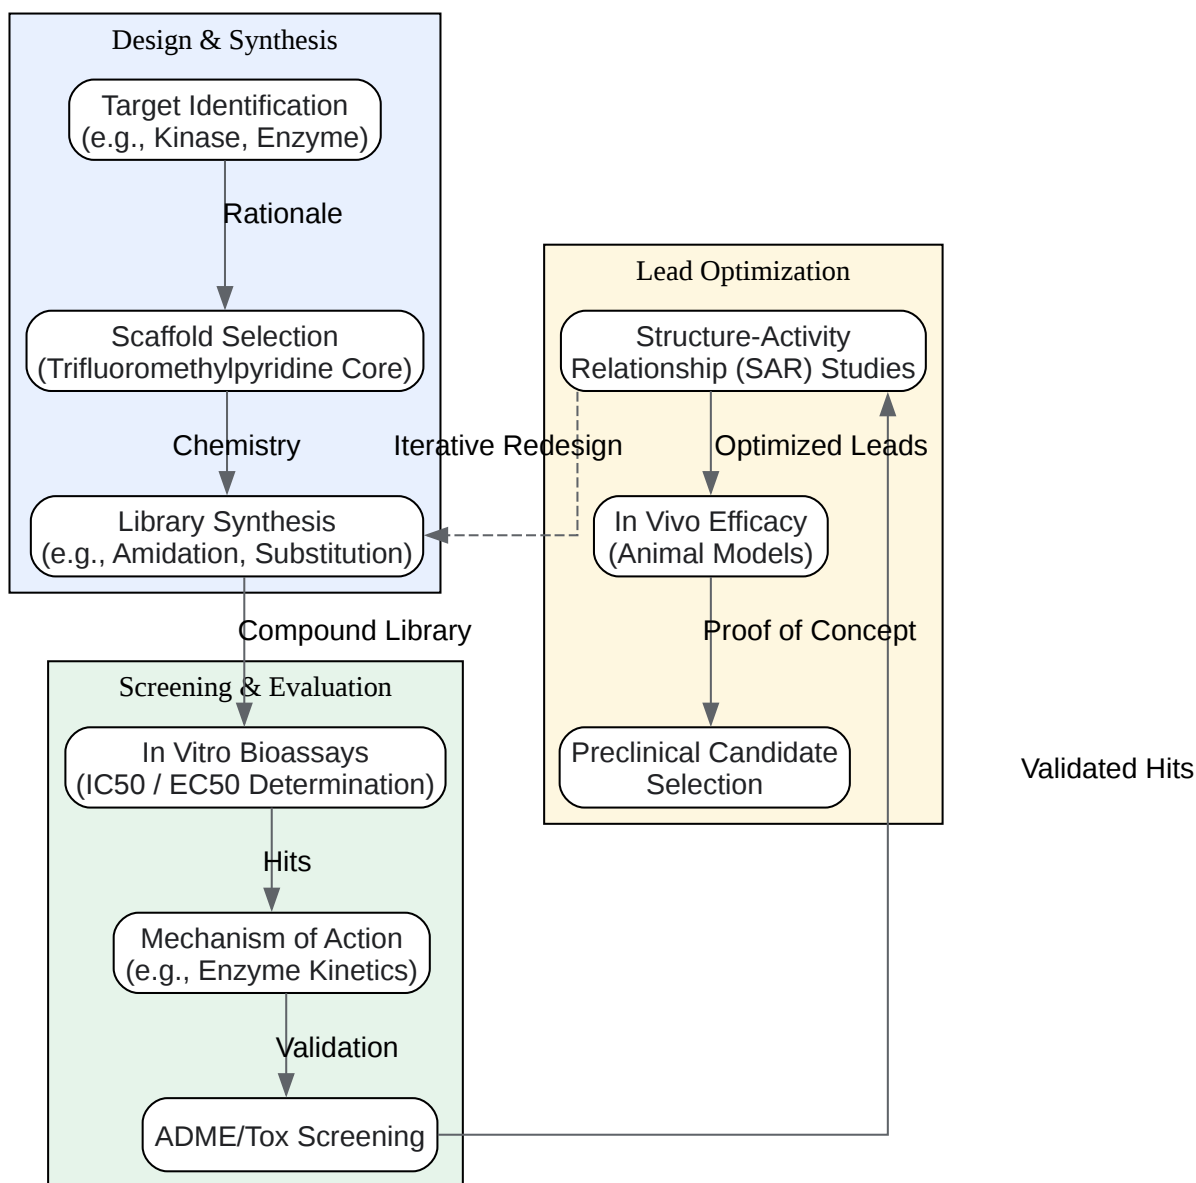 Design & Synthesis
Target Identification
(e.g., Kinase, Enzyme)
Rationale
Scaffold Selection
(Trifluoromethylpyridine Core)
Chemistry
Library Synthesis
(e.g., Amidation, Substitution)
Compound Library
Screening & Evaluation
In Vitro Bioassays
(IC50 / EC50 Determination)
Hits
Mechanism of Action
(e.g., Enzyme Kinetics)
Validation
ADME/Tox Screening
Lead Optimization
Structure-Activity
Relationship (SAR) Studies
Iterative Redesign
Optimized Leads
In Vivo Efficacy
(Animal Models)
Proof of Concept
Preclinical Candidate
Selection
Validated Hits